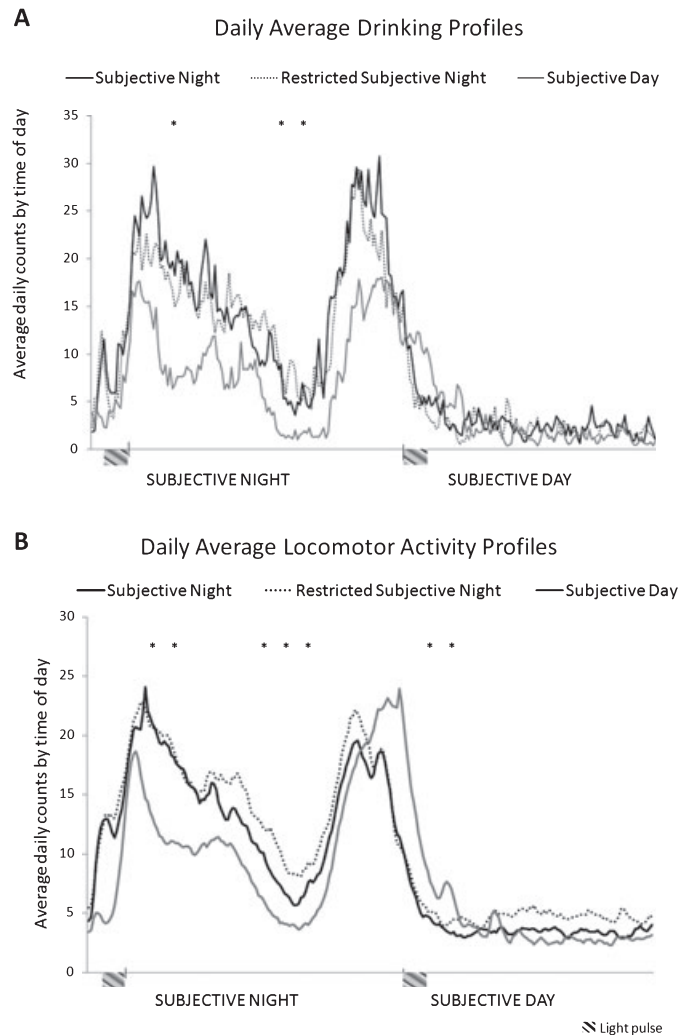 A
Daily Average Drinking Profiles
Subjective Night Restricted Subjective Night Subjective Day
Average daily counts by time of day
35
* * *
30
25
20
15
10
5
0
SUBJECTIVE NIGHT SUBJECTIVE DAY
B
Daily Average Locomotor Activity Profiles
Subjective Night Restricted Subjective Night Subjective Day
Average daily counts by time of day
30
* * * * * * *
25
20
15
10
5
0
SUBJECTIVE NIGHT SUBJECTIVE DAY
Light pulse